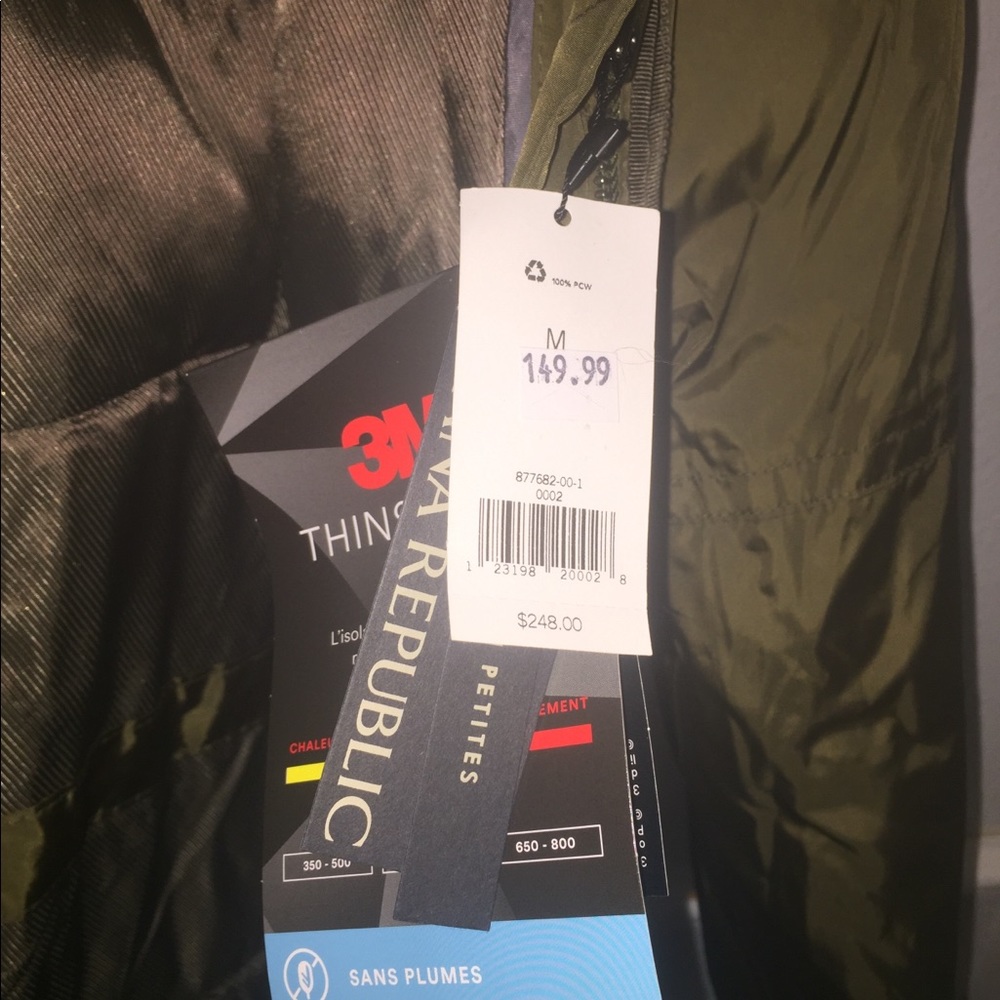 100% PCW
M
149.99
877682-00-1
0002
1 23198 20002 8
$248.00
3M
THINS
L'isol
CHALEU
EMENT
350 - 500
650 - 800
SANS PLUMES
NA REPUBLIC
PETITES